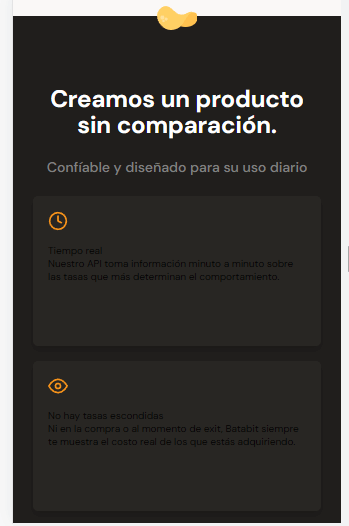 Creamos un producto
sin comparación.
Confíable y diseñado para su uso diario
Tiempo real
Nuestro API toma información minuto a minuto sobre
las tasas que más determinan el comportamiento.
No hay tasas escondidas
Ni en la compra o al momento de exit, Batabit siempre
te muestra el costo real de los que estás adquiriendo.